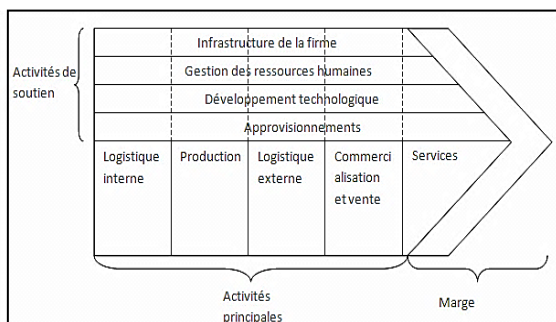 Infrastructure de la firme
Activités de
soutien
Gestion des ressources humaines
Développement technologique
Approvisionnements
Logistique
interne
Production
Logistique
externe
Commerci
alisation
et vente
Services
Activités
principales
Marge